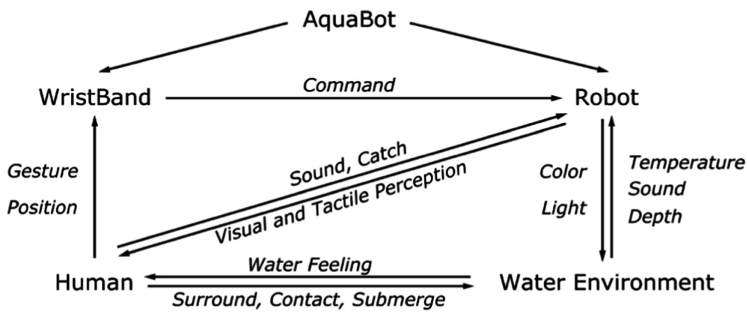 AquaBot
WristBand
Command
Robot
Gesture
Position
Sound, Catch
Visual and Tactile Perception
Color
Light
Temperature
Sound
Depth
Human
Water Feeling
Surround, Contact, Submerge
Water Environment